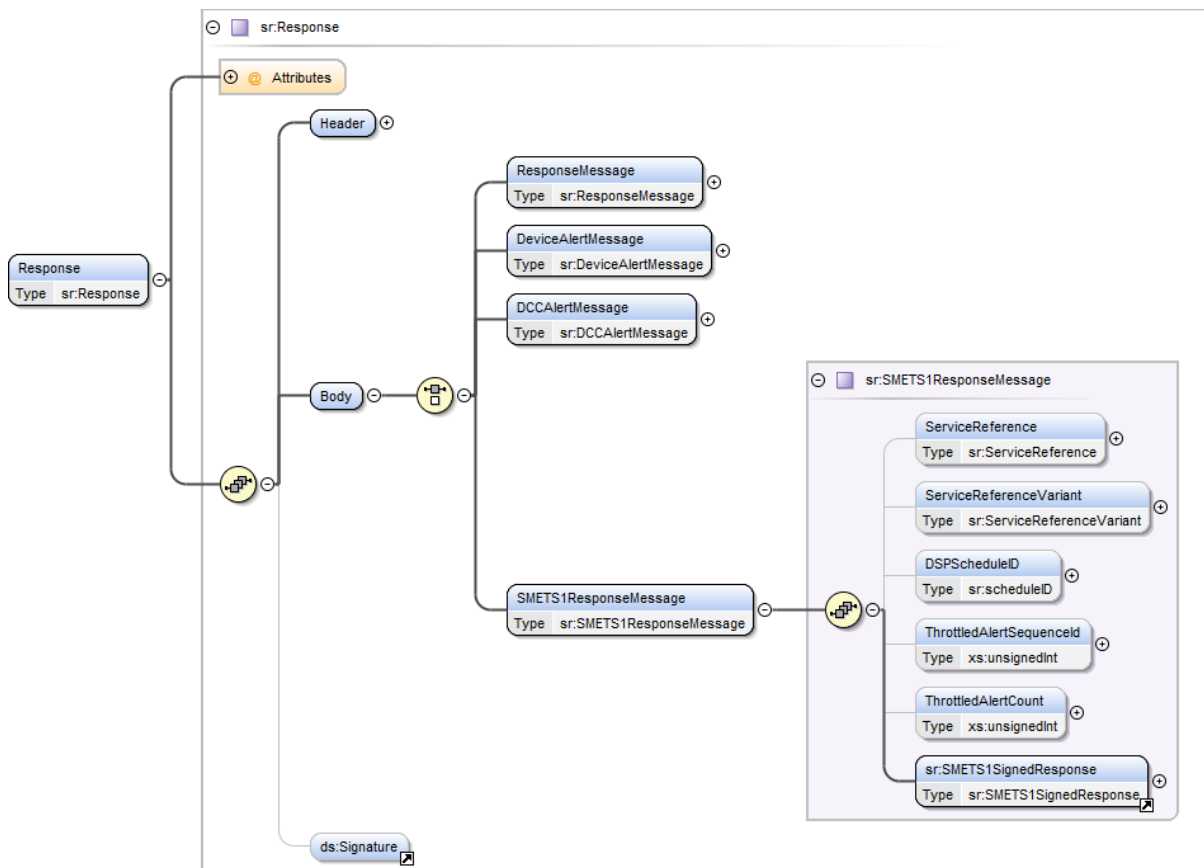 sr:Response
@ Attributes
Header
ResponseMessage
Type sr:ResponseMessage
DeviceAlertMessage
Type sr:DeviceAlertMessage
Response
Type sr:Response
DCCAlertMessage
Type sr:DCCAlertMessage
Body
sr:SMETS1ResponseMessage
ServiceReference
Type sr:ServiceReference
ServiceReferenceVariant
Type sr:ServiceReferenceVariant
DSPScheduleID
Type sr:scheduleID
SMETS1ResponseMessage
Type sr:SMETS1ResponseMessage
ThrottledAlertSequenceId
Type xs:unsignedInt
ThrottledAlertCount
Type xs:unsignedInt
sr:SMETS1SignedResponse
Type sr:SMETS1SignedResponse
ds:Signature